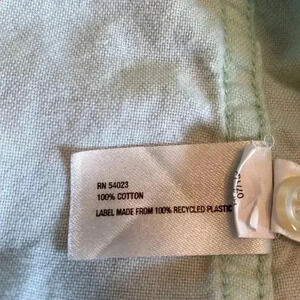 RN 54023
100% COTTON
LABEL MADE FROM 100% RECYCLED PLASTIC